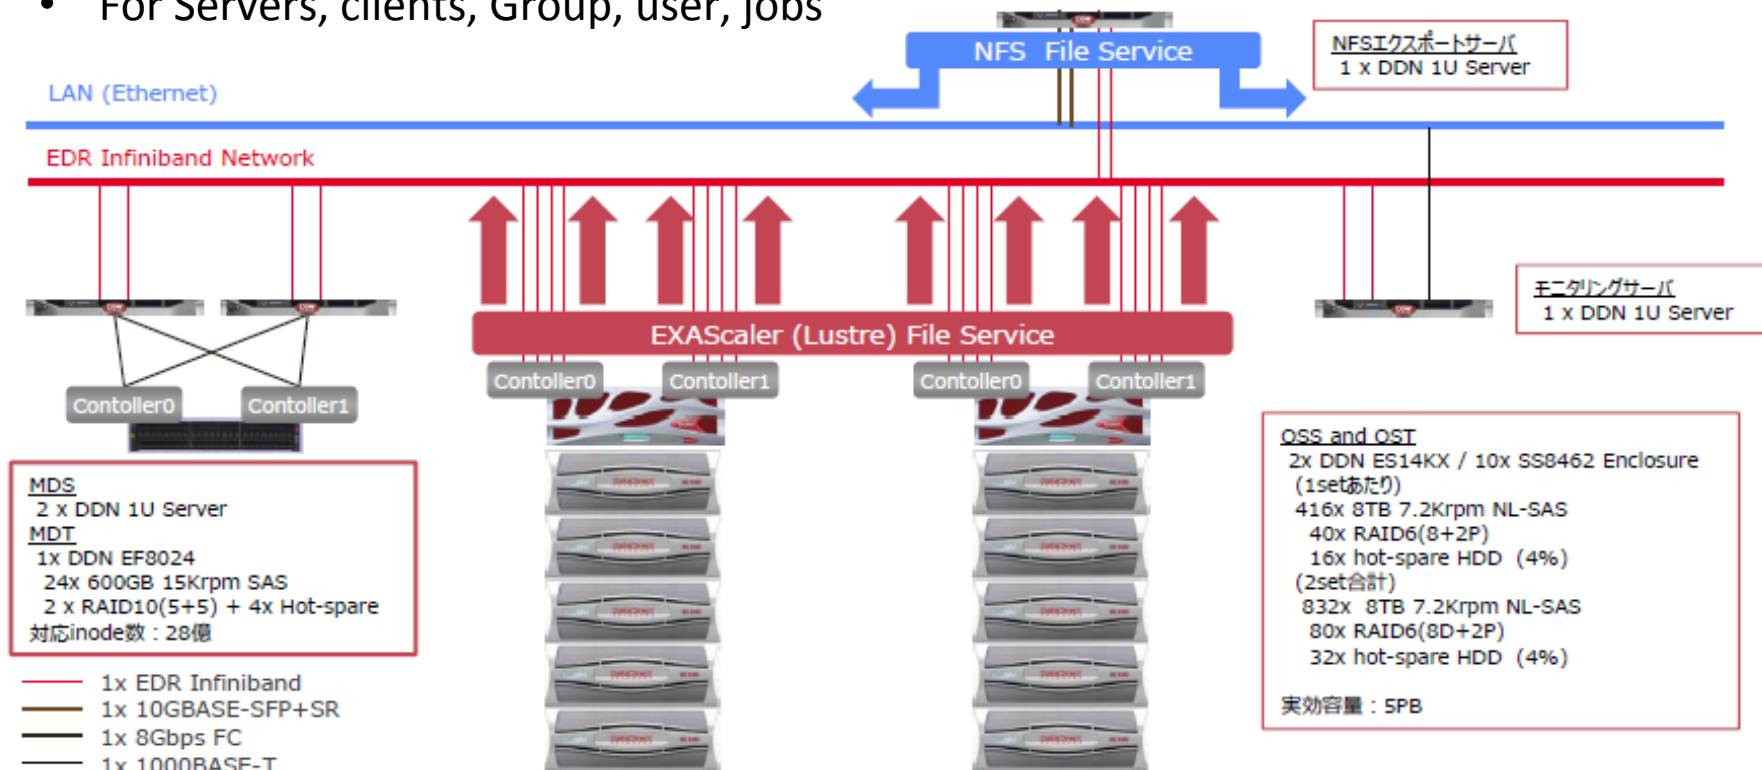 • For Servers, clients, Group, user, jobs
NFS File Service
NFSエクスポートサーバ
1 x DDN 1U Server
LAN (Ethernet)
EDR Infiniband Network
モニタリングサーバ
1 x DDN 1U Server
EXAScaler (Lustre) File Service
Contoller0
Contoller1
Contoller0
Contoller1
Contoller0
Contoller1
MDS
2 x DDN 1U Server
MDT
1x DDN EF8024
24x 600GB 15Krpm SAS
2 x RAID10(5+5) + 4x Hot-spare
対応inode数：28億
OSS and OST
2x DDN ES14KX / 10x SS8462 Enclosure
(1setあたり)
416x 8TB 7.2Krpm NL-SAS
40x RAID6(8+2P)
16x hot-spare HDD (4%)
(2set合計)
832x 8TB 7.2Krpm NL-SAS
80x RAID6(8D+2P)
32x hot-spare HDD (4%)
実効容量：5PB
1x EDR Infiniband
1x 10GBASE-SFP+SR
1x 8Gbps FC
1x 1000BASE-T